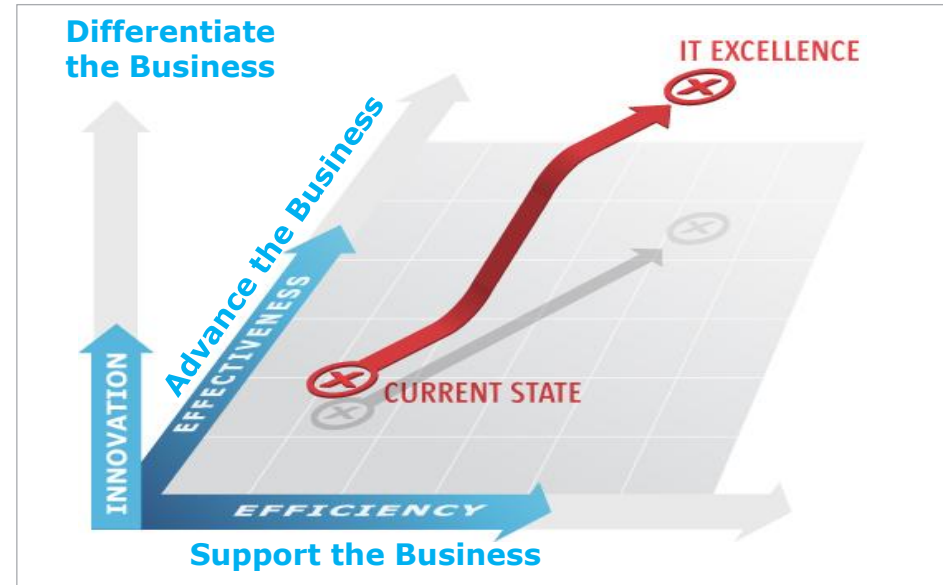 Differentiate
the Business
IT EXCELLENCE
Advance the Business
EFFECTIVENESS
INNOVATION
CURRENT STATE
EFFICIENCY
Support the Business